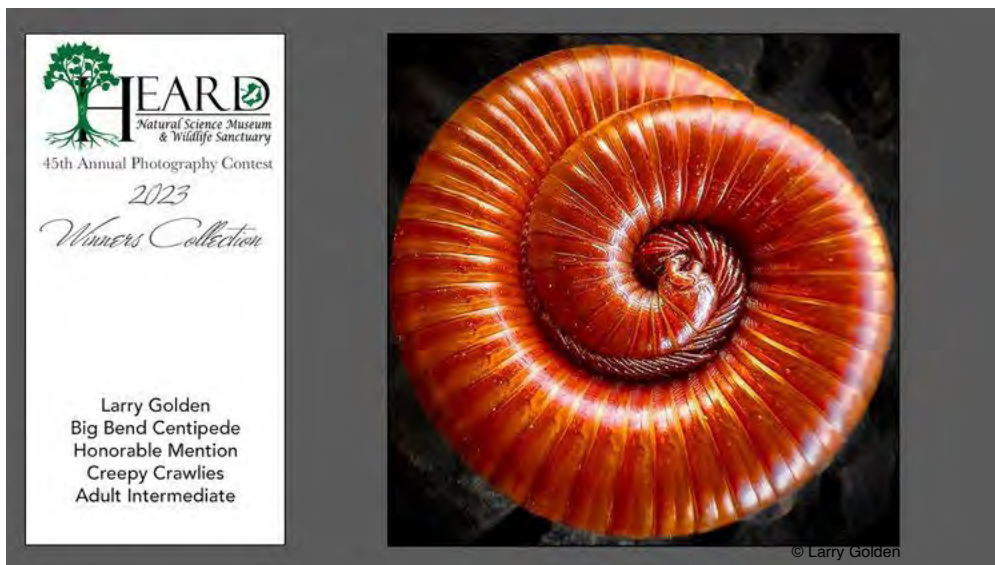 HEARD
Natural Science Museum
& Wildlife Sanctuary
45th Annual Photography Contest
2023
Winners Collection
Larry Golden
Big Bend Centipede
Honorable Mention
Creepy Crawlies
Adult Intermediate
© Larry Golden